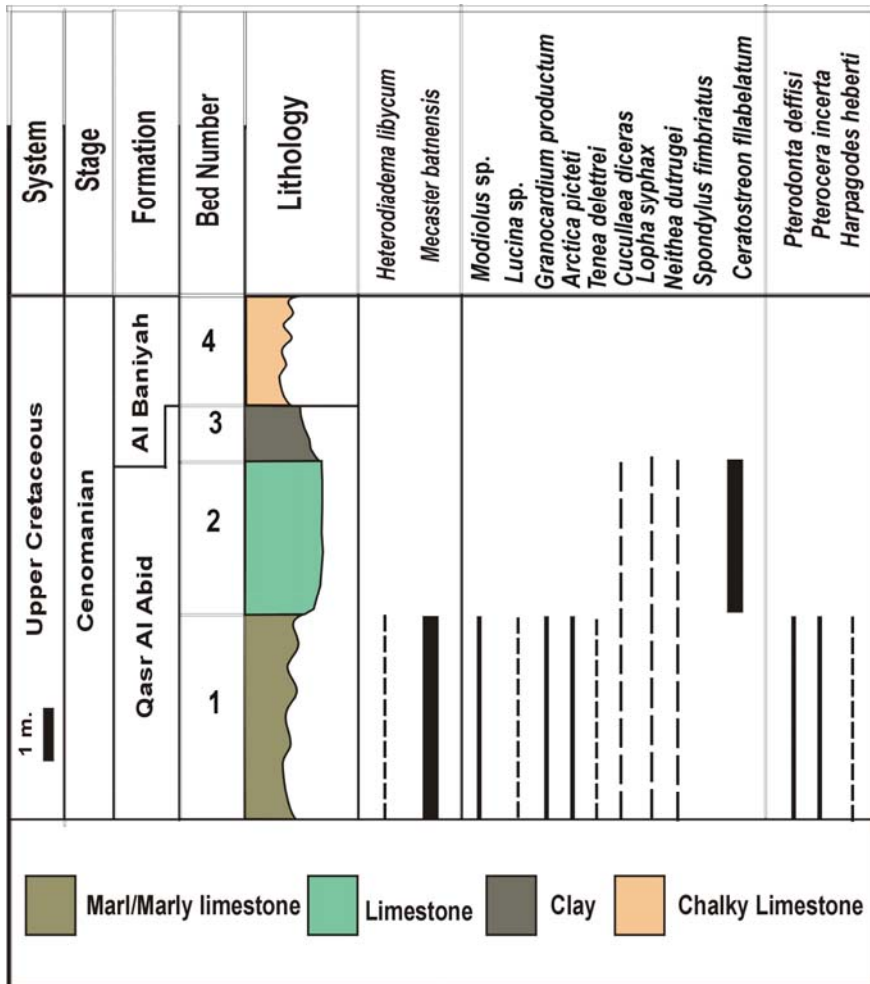 System
Stage
Formation
Bed Number
Lithology
Heterodiadema libycum
Mecaster batnensis
Modiolus sp.
Lucina sp.
Granocardium productum
Arctica picteti
Tenea delettrei
Cucullaea diceras
Lopha syphax
Neithea dutrugei
Spondylus fimbriatus
Ceratostreon fllabelatum
Pterodonta deffisi
Pterocera incerta
Harpagodes heberti
Upper Cretaceous
Cenomanian
Al Baniyah
Qasr Al Abid
4
3
2
1
1 m.
Marl/Marly limestone
Limestone
Clay
Chalky Limestone